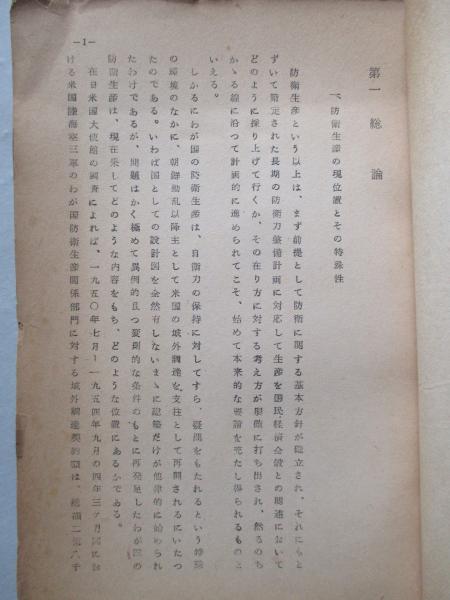 —1—
第一 総論
一、防衛生産の現位置とその特殊性
防衛生産という以上は、まず前提として防衛に関する基本方針が確立され、それにもと
ずいて策定された長期の防衛力整備計画に対応して生産を国民経済全般との関連において
どのように採り上げて行くか、その在り方に対する考え方が明確に打ち出され、然るのち
かゝる線に沿つて計画的に進められてこそ、始めて本来的な要請を充たし得られるものと
いえる。
しかるにわが国の防衛生産は、自衛力の保持に対してすら、疑問をもたれるという特殊
の環境のなかに、朝鮮動乱以降主として米国の域外調達を支柱として再開されるにいたつ
たのである。いわば国としての設計図を全然有しないまゝに建築だけが他律的に始められ
たわけであるが、問題はかく極めて異例的且つ変則的な条件のもとに再発足したわが国の
防衛生産は、現在果してどのような内容をもち、どのような位置にあるかである。
在日米国大使館の調査によれば、一九五〇年七月—一九五四年九月の四年三ケ月間にお
ける米国陸海空三軍のわが国防衛生産関係部門に対する域外調達契約額は、総額二億八千